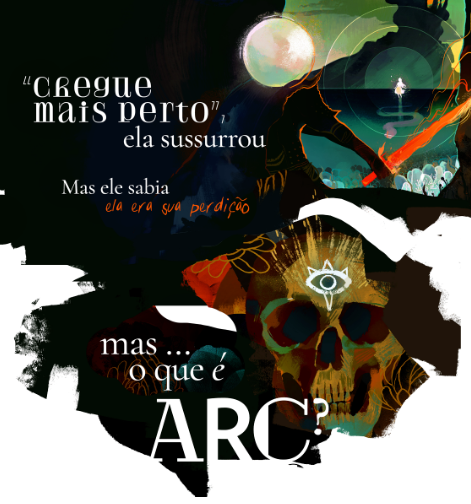 “Chegue
mais perto”,
ela sussurrou
Mas ele sabia
ela era sua perdição
mas ...
o que é
ARC?